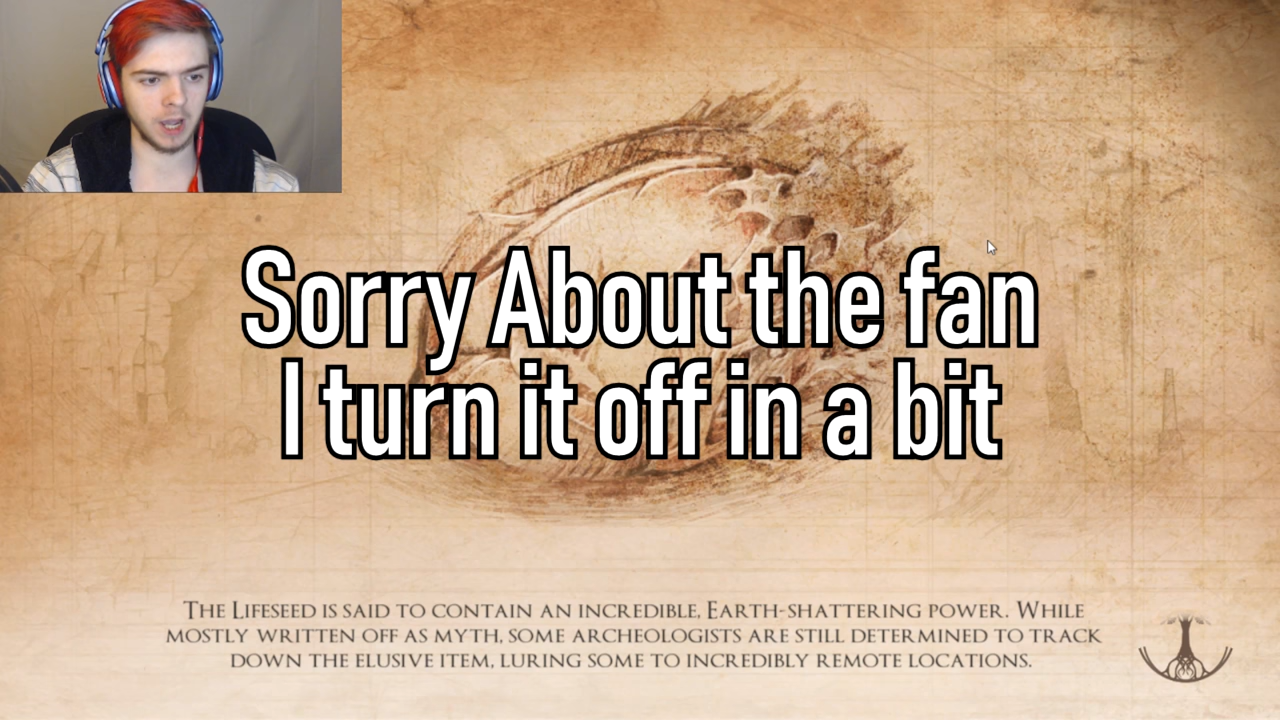 Sorry About the fan
I turn it off in a bit
The Lifeseed is said to contain an incredible, Earth-shattering power. While
mostly written off as myth, some archeologists are still determined to track
down the elusive item, luring some to incredibly remote locations.